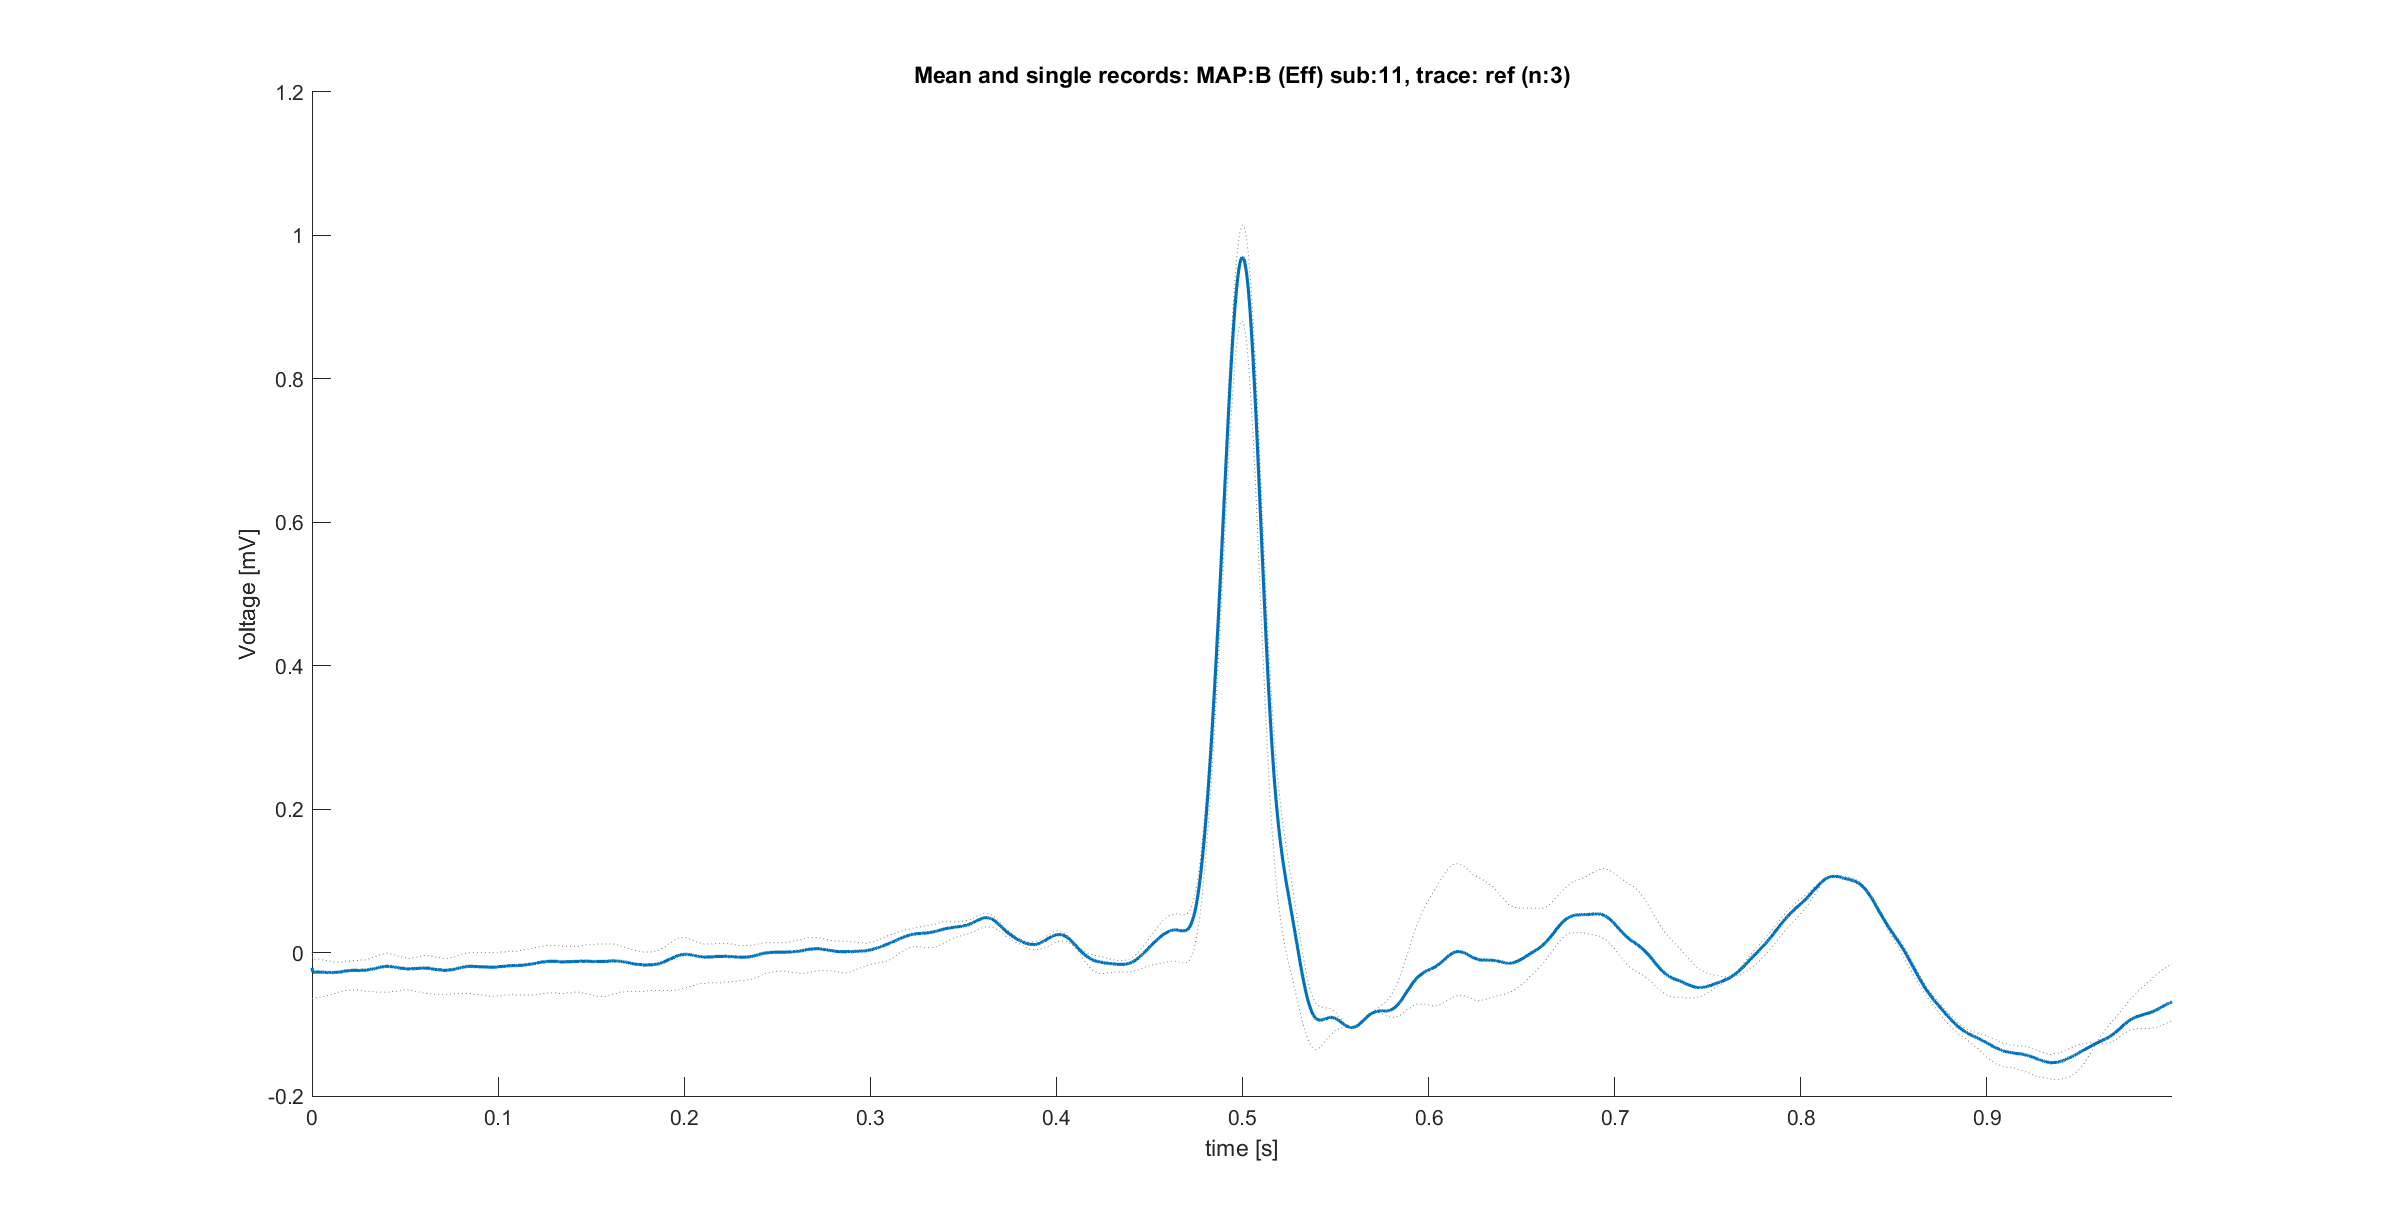 Mean and single records: MAP:B (Eff) sub:11, trace: ref (n:3)
1.2
1
0.8
0.6
0.4
0.2
0
-0.2
Voltage [mV]
0 0.1 0.2 0.3 0.4 0.5 0.6 0.7 0.8 0.9
time [s]